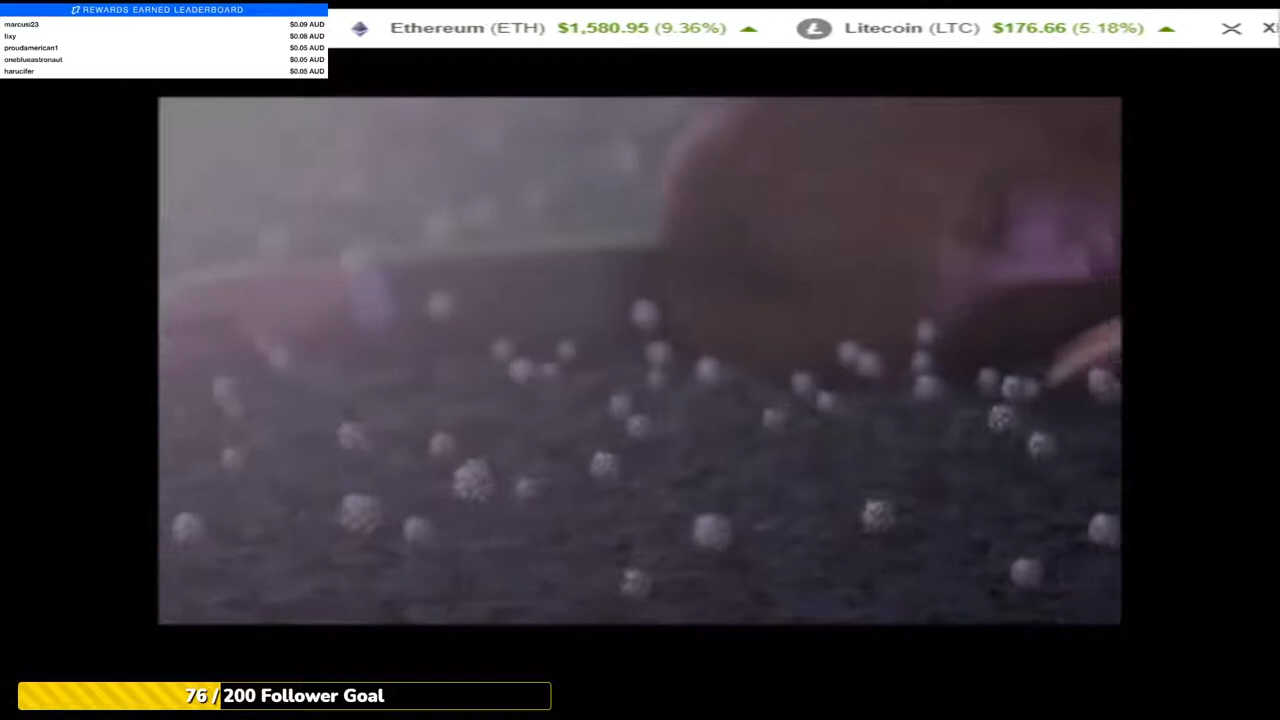 REWARDS EARNED LEADERBOARD
marcusi23 $0.09 AUD
fixy $0.08 AUD
proudamerican1 $0.05 AUD
oneblueastronaut $0.05 AUD
harucifer $0.05 AUD
Ethereum (ETH) $1,580.95 (9.36%) Litecoin (LTC) $176.66 (5.18%)
76 / 200 Follower Goal